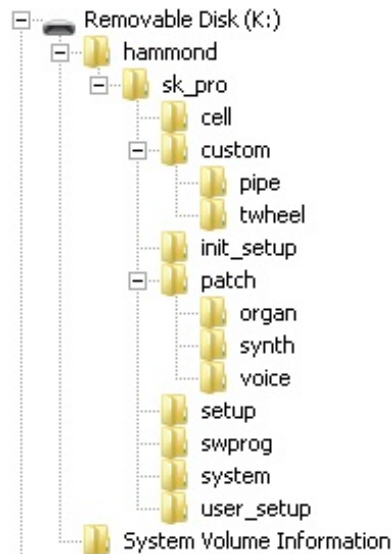 Removable Disk (K:)
hammond
sk_pro
cell
custom
pipe
twheel
init_setup
patch
organ
synth
voice
setup
swprog
system
user_setup
System Volume Information